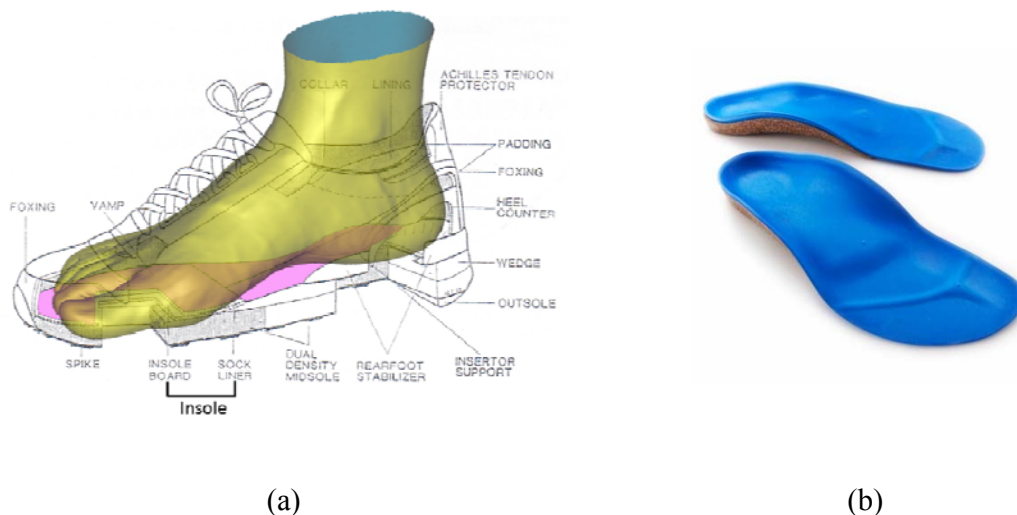 COLLAR
LINING
ACHILLES TENDON
PROTECTOR
PADDING
FOXING
HEEL
COUNTER
WEDGE
OUTSOLE
FOXING
VAMP
SPIKE
INSOLE
BOARD
SOCK
LINER
DUAL
DENSITY
MIDSOLE
REARFOOT
STABILIZER
INSERTOR
SUPPORT
Insole
(a)
(b)